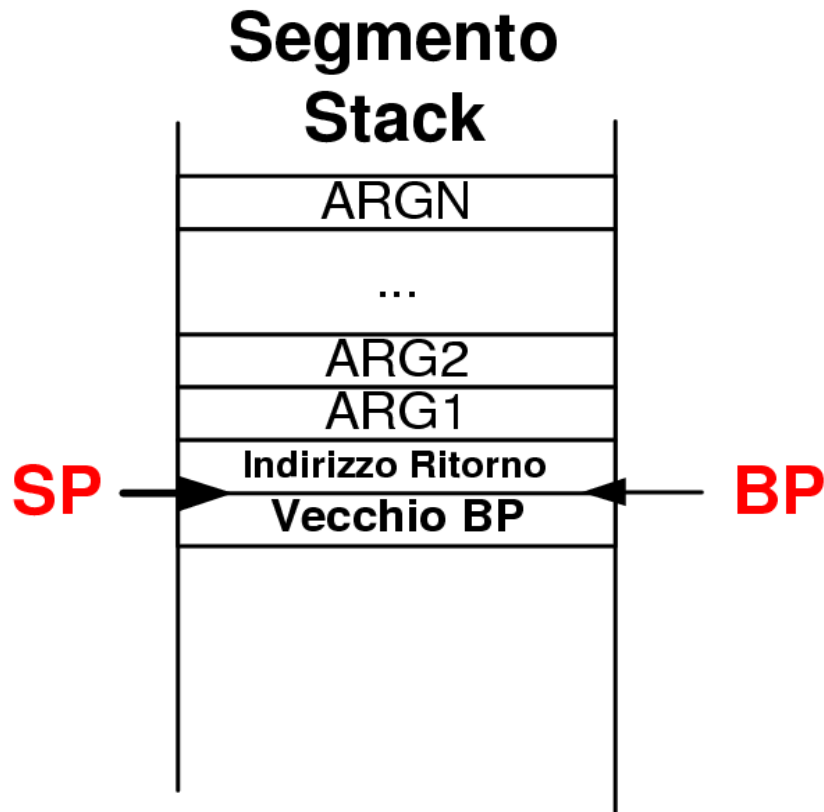 Segmento
Stack
ARGN
...
ARG2
ARG1
Indirizzo Ritorno
SP
BP
Vecchio BP